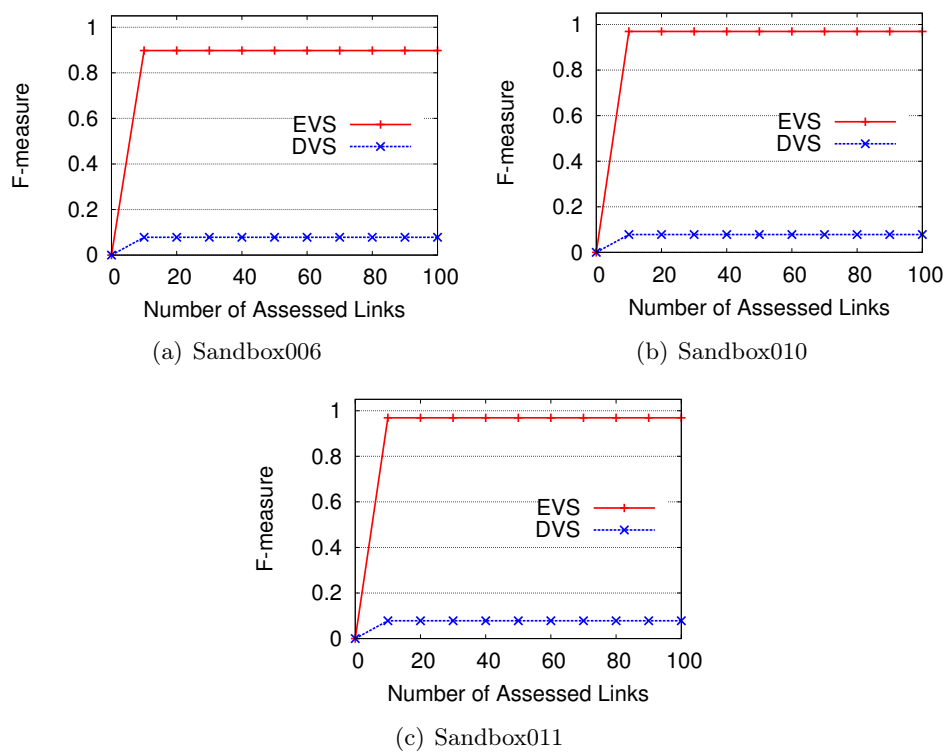 1
0.8
0.6
0.4
0.2
0
F-measure
EVS
DVS
0 20 40 60 80 100
Number of Assessed Links
(a) Sandbox006
1
0.8
0.6
0.4
0.2
0
F-measure
EVS
DVS
0 20 40 60 80 100
Number of Assessed Links
(b) Sandbox010
1
0.8
0.6
0.4
0.2
0
F-measure
EVS
DVS
0 20 40 60 80 100
Number of Assessed Links
(c) Sandbox011